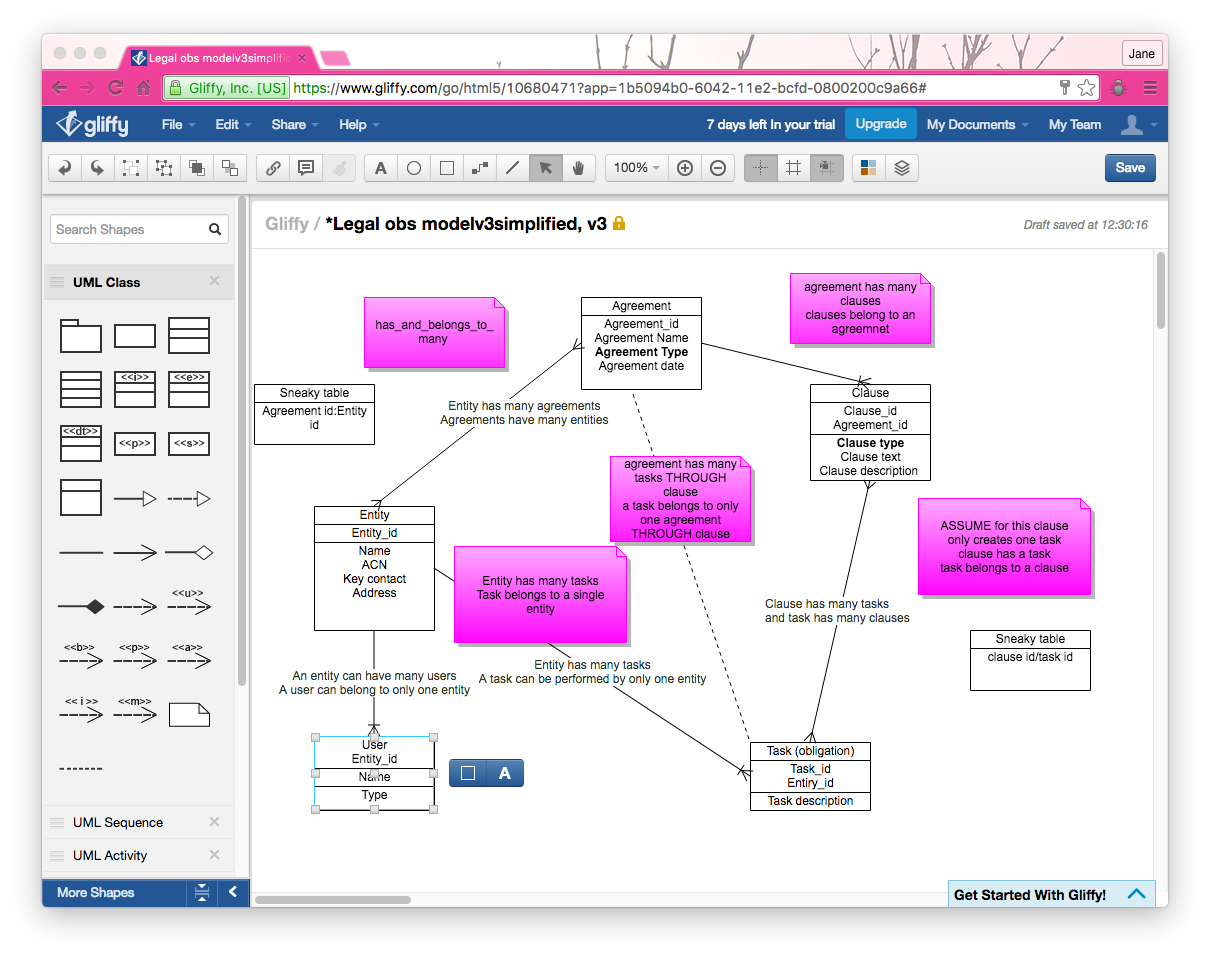 Legal obs modelv3simplifie
Jane
Gliffy, Inc. [US] https://www.gliffy.com/go/html5/10680471?app=1b5094b0-6042-11e2-bcfd-0800200c9a66#
gliffy File Edit Share Help 7 days left In your trial Upgrade My Documents My Team
A 100% Save
Search Shapes
Gliffy / *Legal obs modelv3simplified, v3
Draft saved at 12:30:16
UML Class
<<i>> <<e>>
<<dt>> <<p>> <<s>>
<<u>>
<<b>> <<p>> <<a>>
<< i >> <<m>>
UML Sequence
UML Activity
More Shapes
has_and_belongs_to_
many
Agreement
Agreement_id
Agreement Name
Agreement Type
Agreement date
agreement has many
clauses
clauses belong to an
agreemnet
Sneaky table
Agreement id:Entity
id
Entity has many agreements
Agreements have many entities
Clause
Clause_id
Agreement_id
Clause type
Clause text
Clause description
agreement has many
tasks THROUGH
clause
a task belongs to only
one agreement
THROUGH clause
Entity
Entity_id
Name
ACN
Key contact
Address
ASSUME for this clause
only creates one task
clause has a task
task belongs to a clause
Entity has many tasks
Task belongs to a single
entity
Clause has many tasks
and task has many clauses
Sneaky table
clause id/task id
An entity can have many users
A user can belong to only one entity
Entity has many tasks
A task can be performed by only one entity
User
Entity_id
Name
Type
A
Task (obligation)
Task_id
Entiry_id
Task description
Get Started With Gliffy!